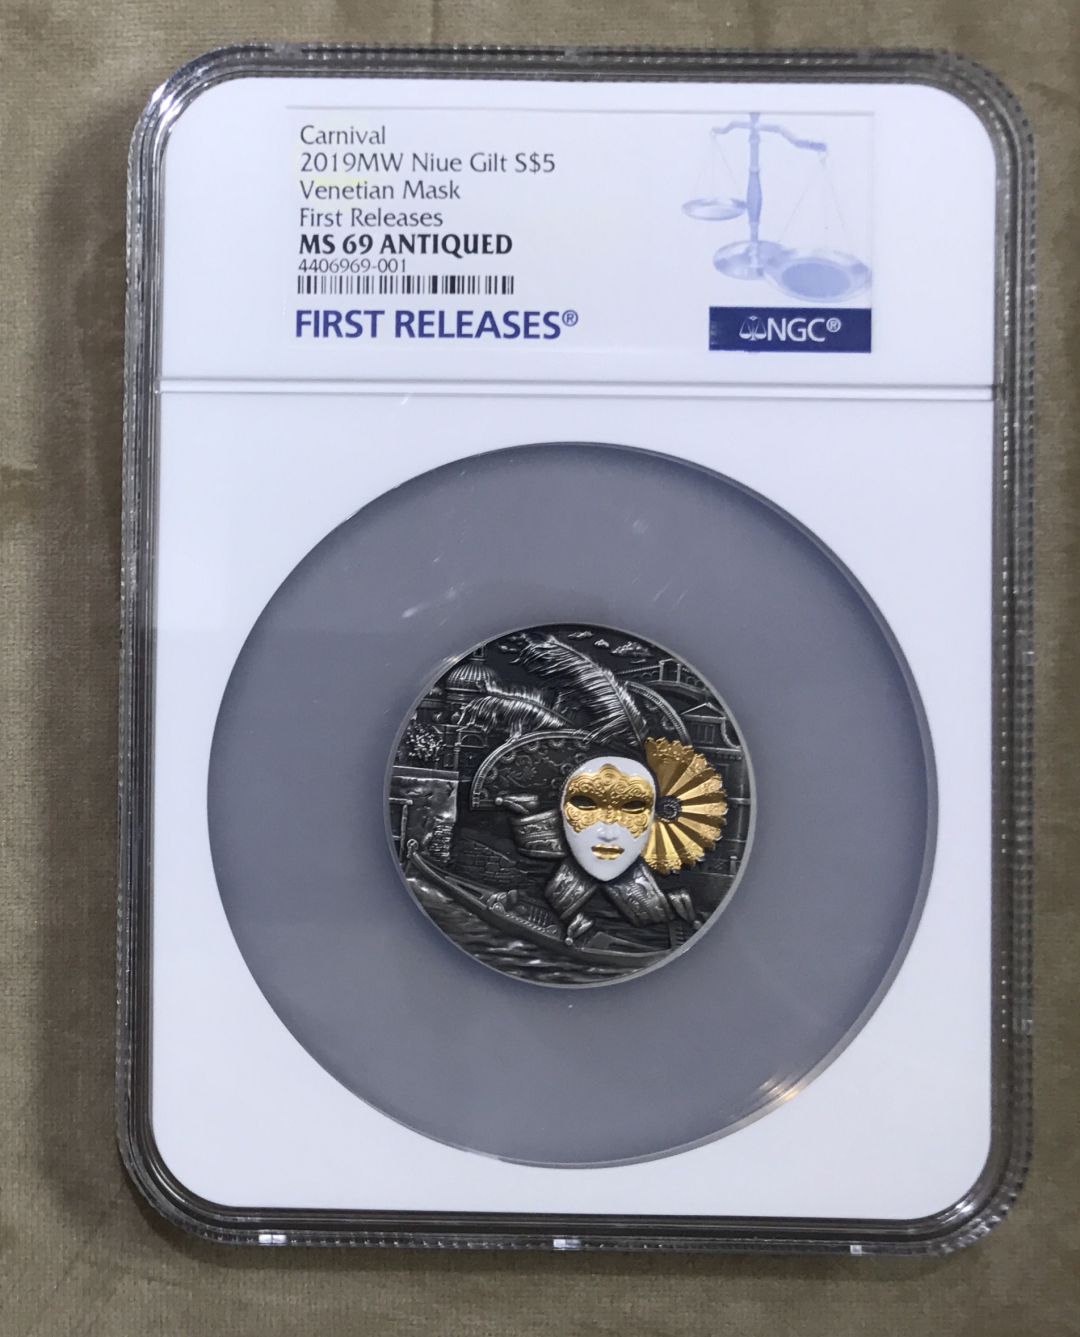 Carnival
2019MW Niue Gilt S$5
Venetian Mask
First Releases
MS 69 ANTIQUED
4406969-001
FIRST RELEASES®
NGC®